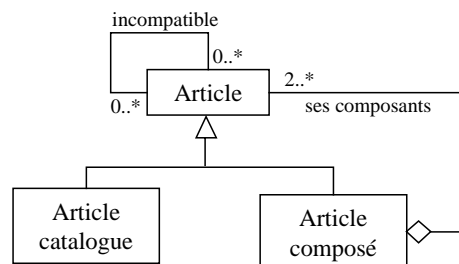 incompatible
0..*
0..*
Article
2..*
ses composants
Article
catalogue
Article
composé